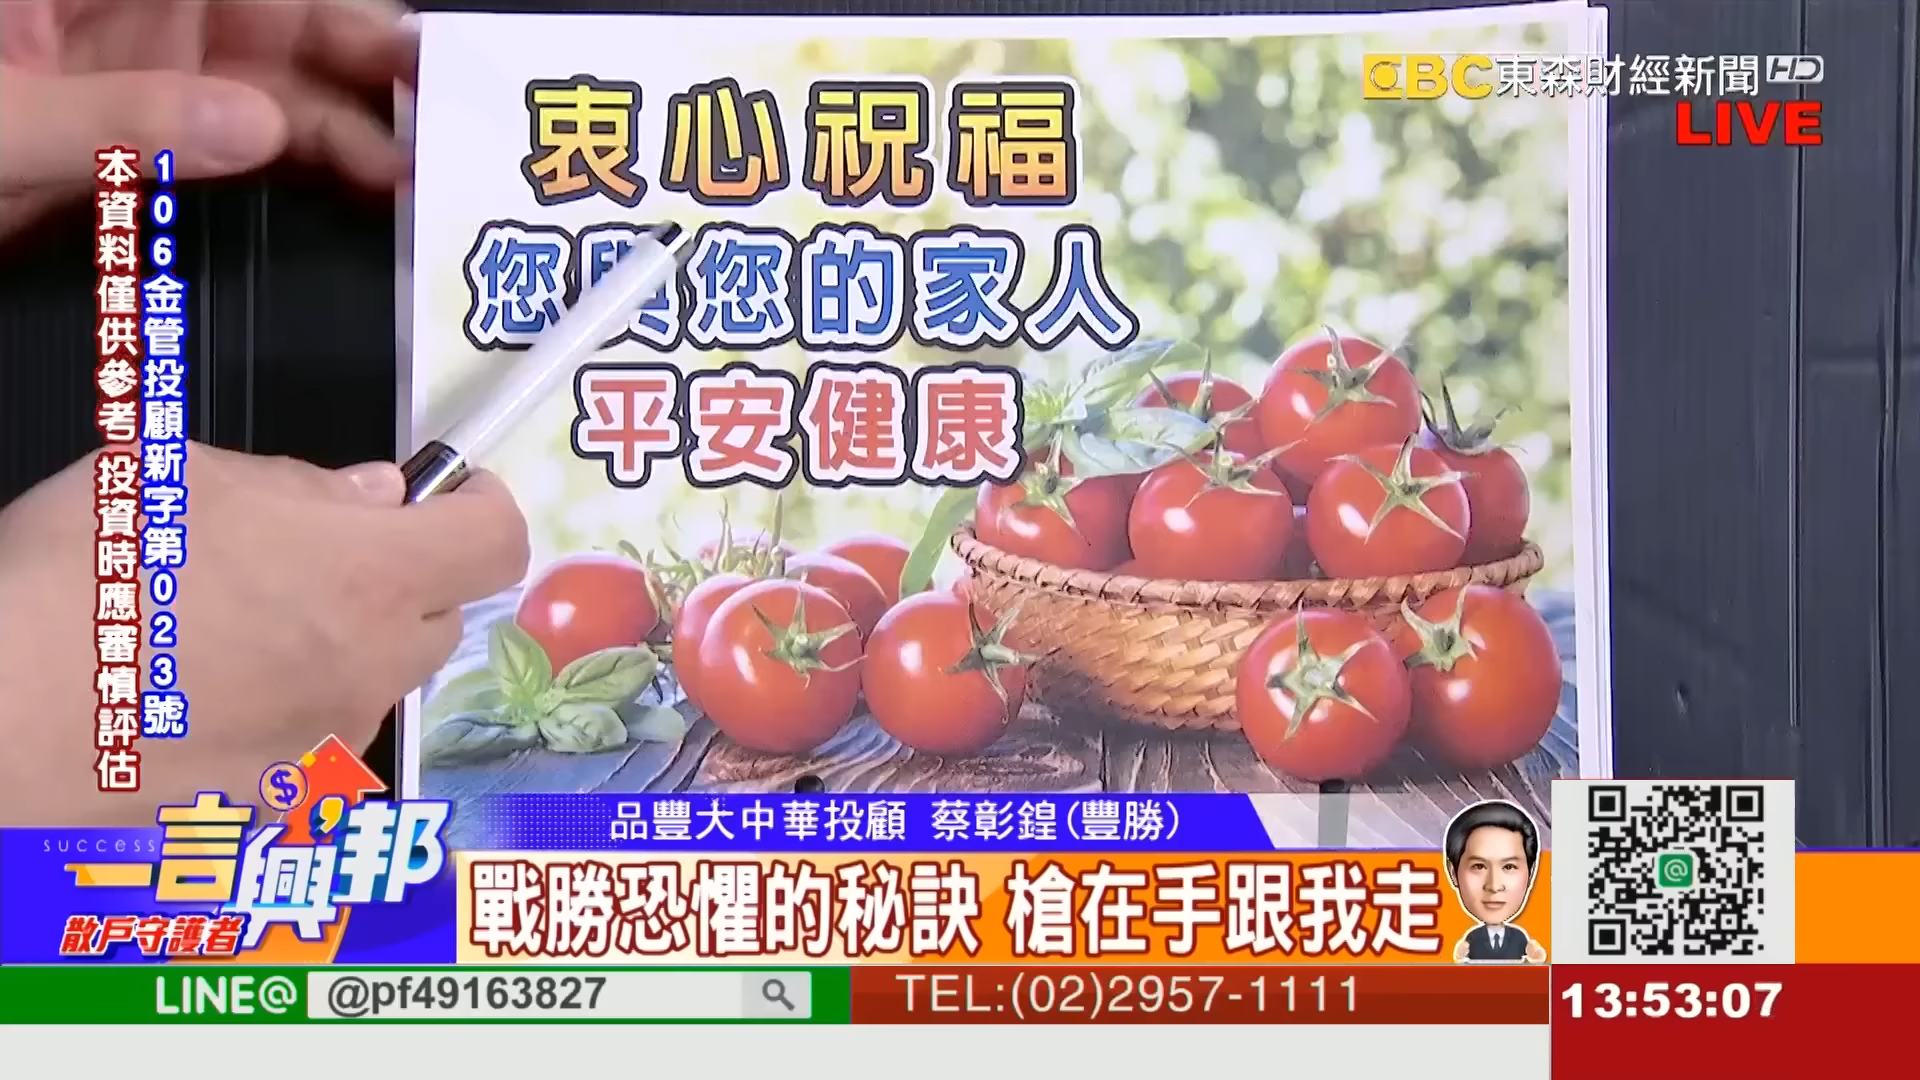 EBC東森財經新聞HD
LIVE
衷心祝福
您與您的家人
平安健康
106金管投顧新字第023號
本資料僅供參考 投資時應審慎評估
success
一言興邦
散戶守護者
品豐大中華投顧 蔡彰鍠(豐勝)
戰勝恐懼的秘訣 槍在手跟我走
LINE@ @pf49163827
TEL:(02)2957-1111
13:53:07